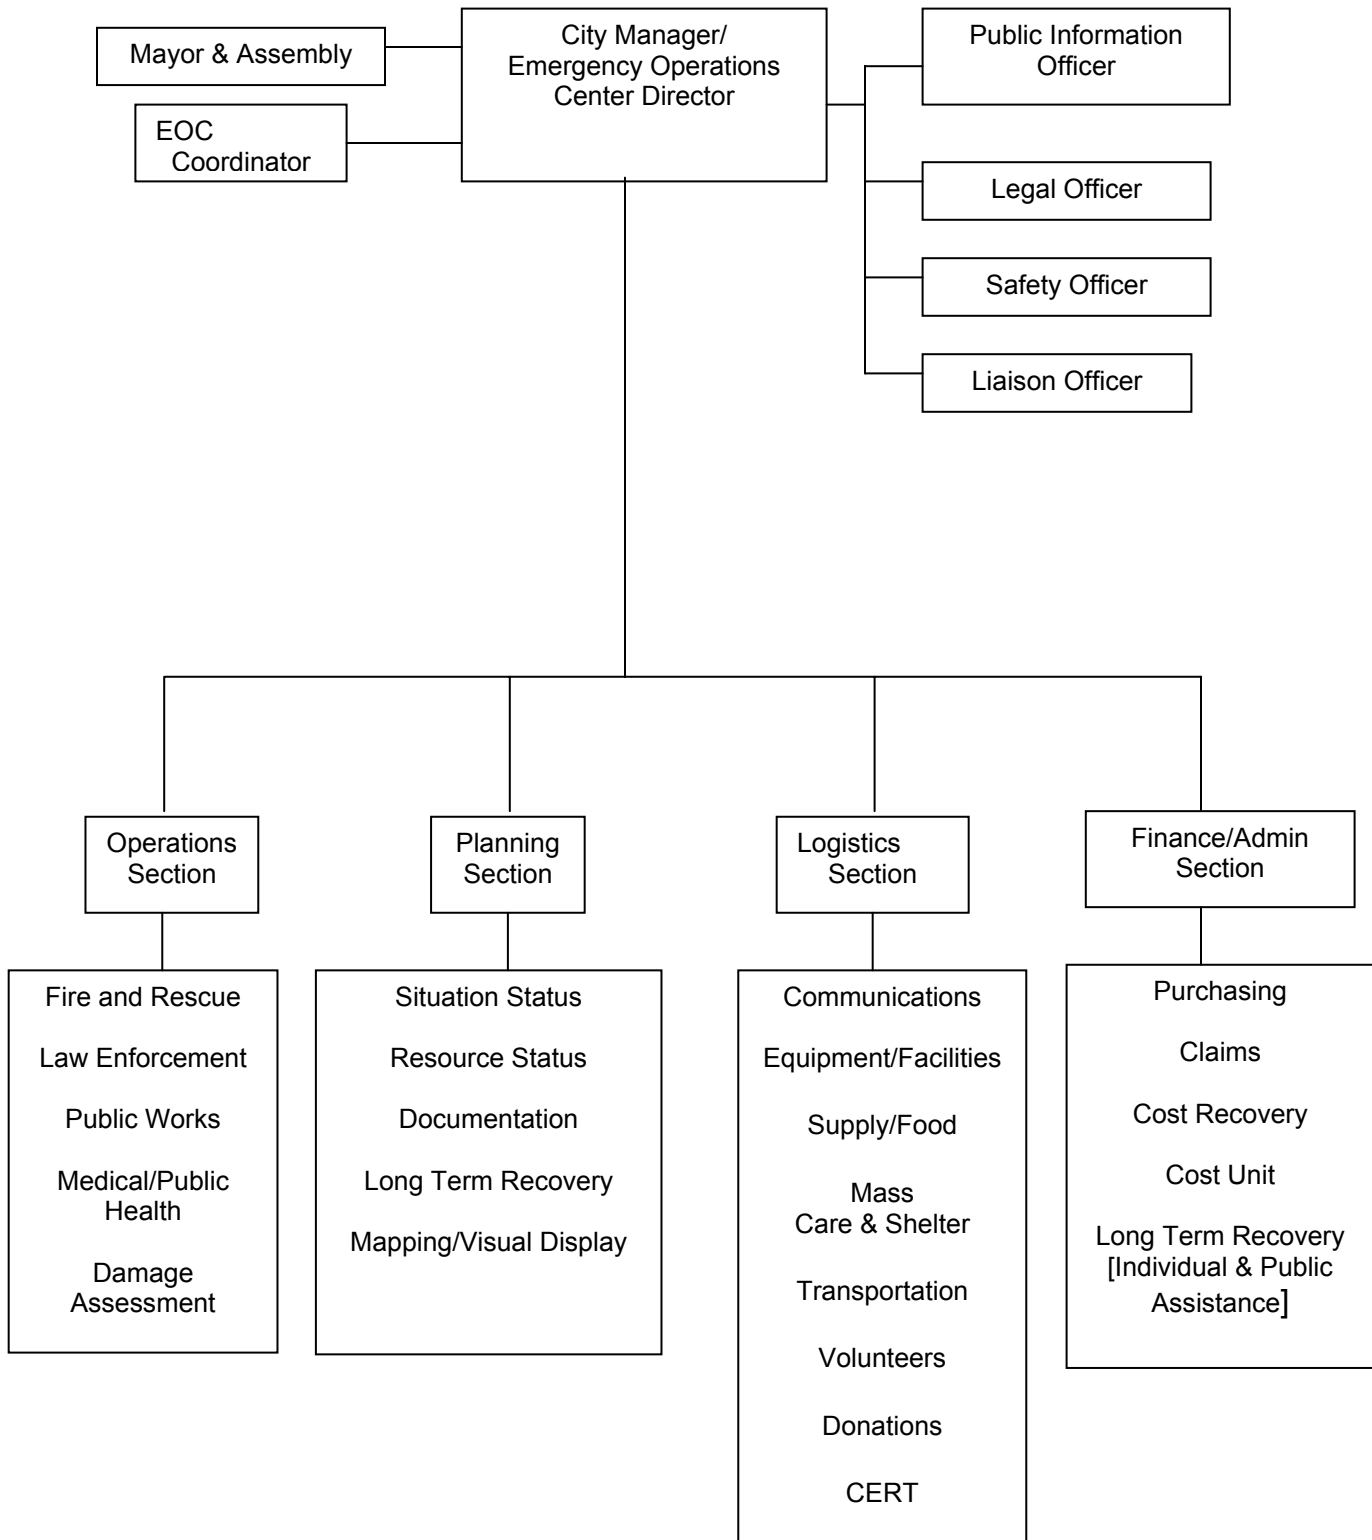 Mayor & Assembly
EOC
Coordinator
City Manager/
Emergency Operations
Center Director
Public Information
Officer
Legal Officer
Safety Officer
Liaison Officer
Operations
Section
Planning
Section
Logistics
Section
Finance/Admin
Section
Fire and Rescue
Law Enforcement
Public Works
Medical/Public
Health
Damage
Assessment
Situation Status
Resource Status
Documentation
Long Term Recovery
Mapping/Visual Display
Communications
Equipment/Facilities
Supply/Food
Mass
Care & Shelter
Transportation
Volunteers
Donations
CERT
Purchasing
Claims
Cost Recovery
Cost Unit
Long Term Recovery
[Individual & Public
Assistance]